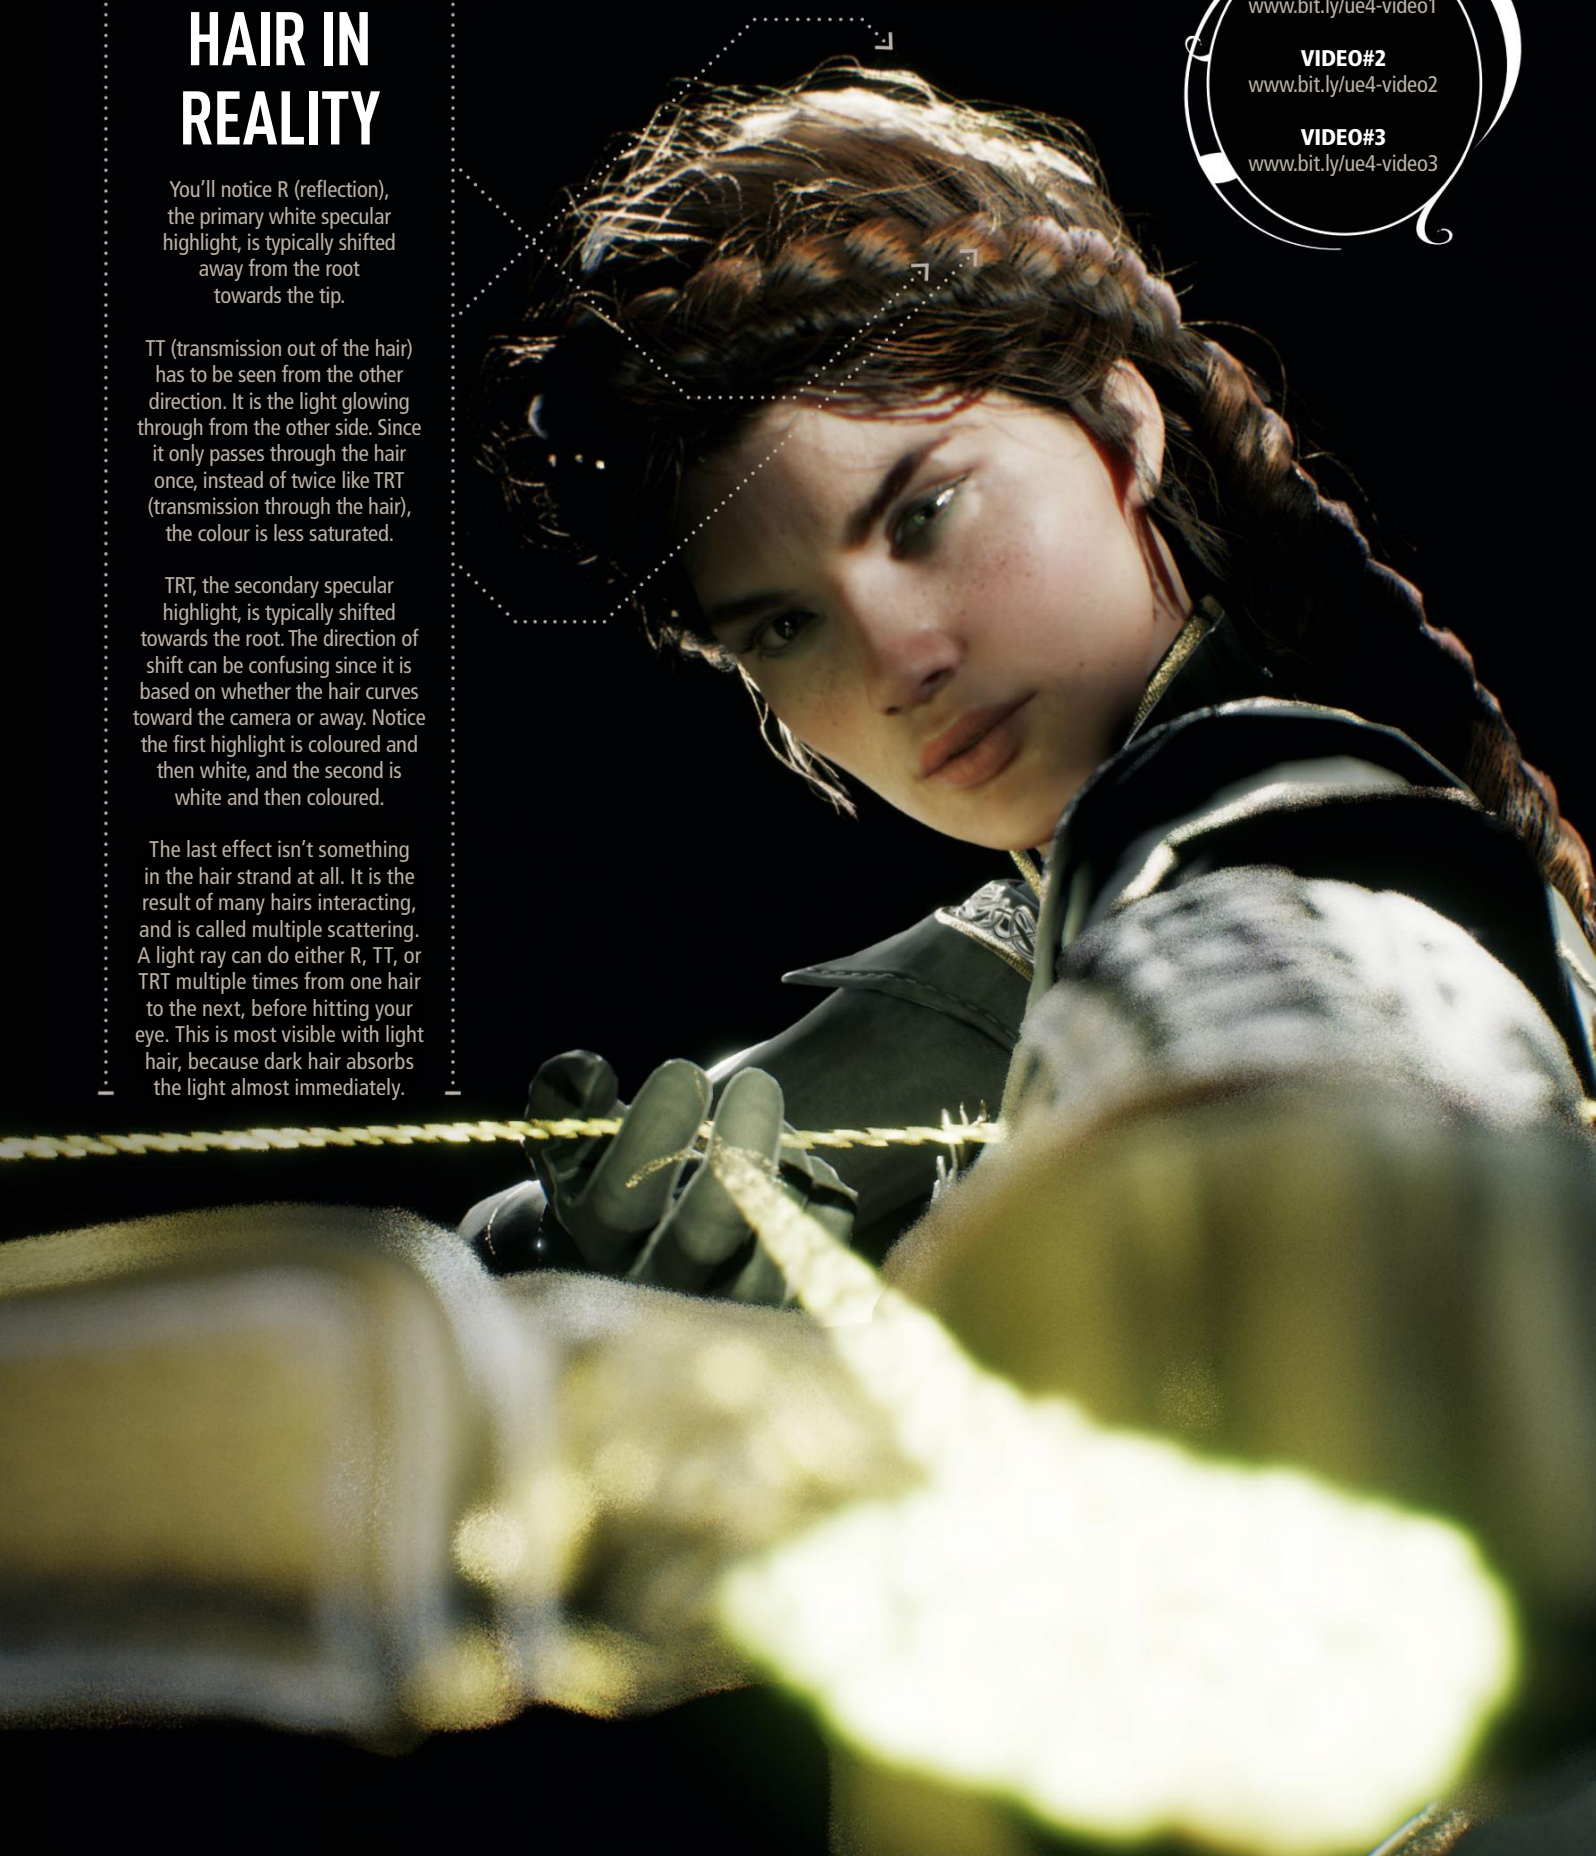 HAIR IN
REALITY
You'll notice R (reflection),
the primary white specular
highlight, is typically shifted
away from the root
towards the tip.
TT (transmission out of the hair)
has to be seen from the other
direction. It is the light glowing
through from the other side. Since
it only passes through the hair
once, instead of twice like TRT
(transmission through the hair),
the colour is less saturated.
TRT, the secondary specular
highlight, is typically shifted
towards the root. The direction of
shift can be confusing since it is
based on whether the hair curves
toward the camera or away. Notice
the first highlight is coloured and
then white, and the second is
white and then coloured.
The last effect isn't something
in the hair strand at all. It is the
result of many hairs interacting,
and is called multiple scattering.
A light ray can do either R, TT, or
TRT multiple times from one hair
to the next, before hitting your
eye. This is most visible with light
hair, because dark hair absorbs
the light almost immediately.
www.bit.ly/ue4-video1
VIDEO#2
www.bit.ly/ue4-video2
VIDEO#3
www.bit.ly/ue4-video3